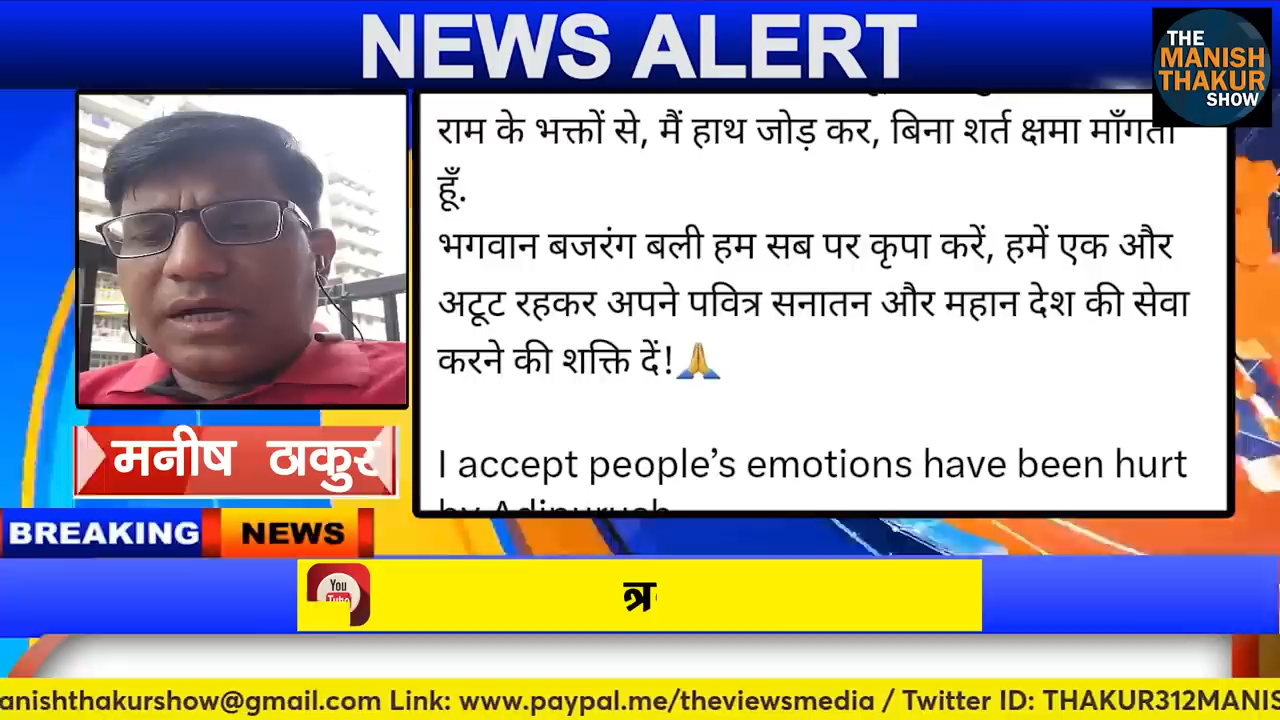 NEWS ALERT
THE
MANISH
THAKUR
SHOW
राम के भक्तों से, मैं हाथ जोड़ कर, बिना शर्त क्षमा माँगता
हूँ.
भगवान बजरंग बली हम सब पर कृपा करें, हमें एक और
अटूट रहकर अपने पवित्र सनातन और महान देश की सेवा
करने की शक्ति दें!🙏
I accept people’s emotions have been hurt
by Adipurush
मनीष ठाकुर
BREAKING NEWS
You
Tube
anishthakurshow@gmail.com Link: www.paypal.me/theviewsmedia / Twitter ID: THAKUR312MANIS